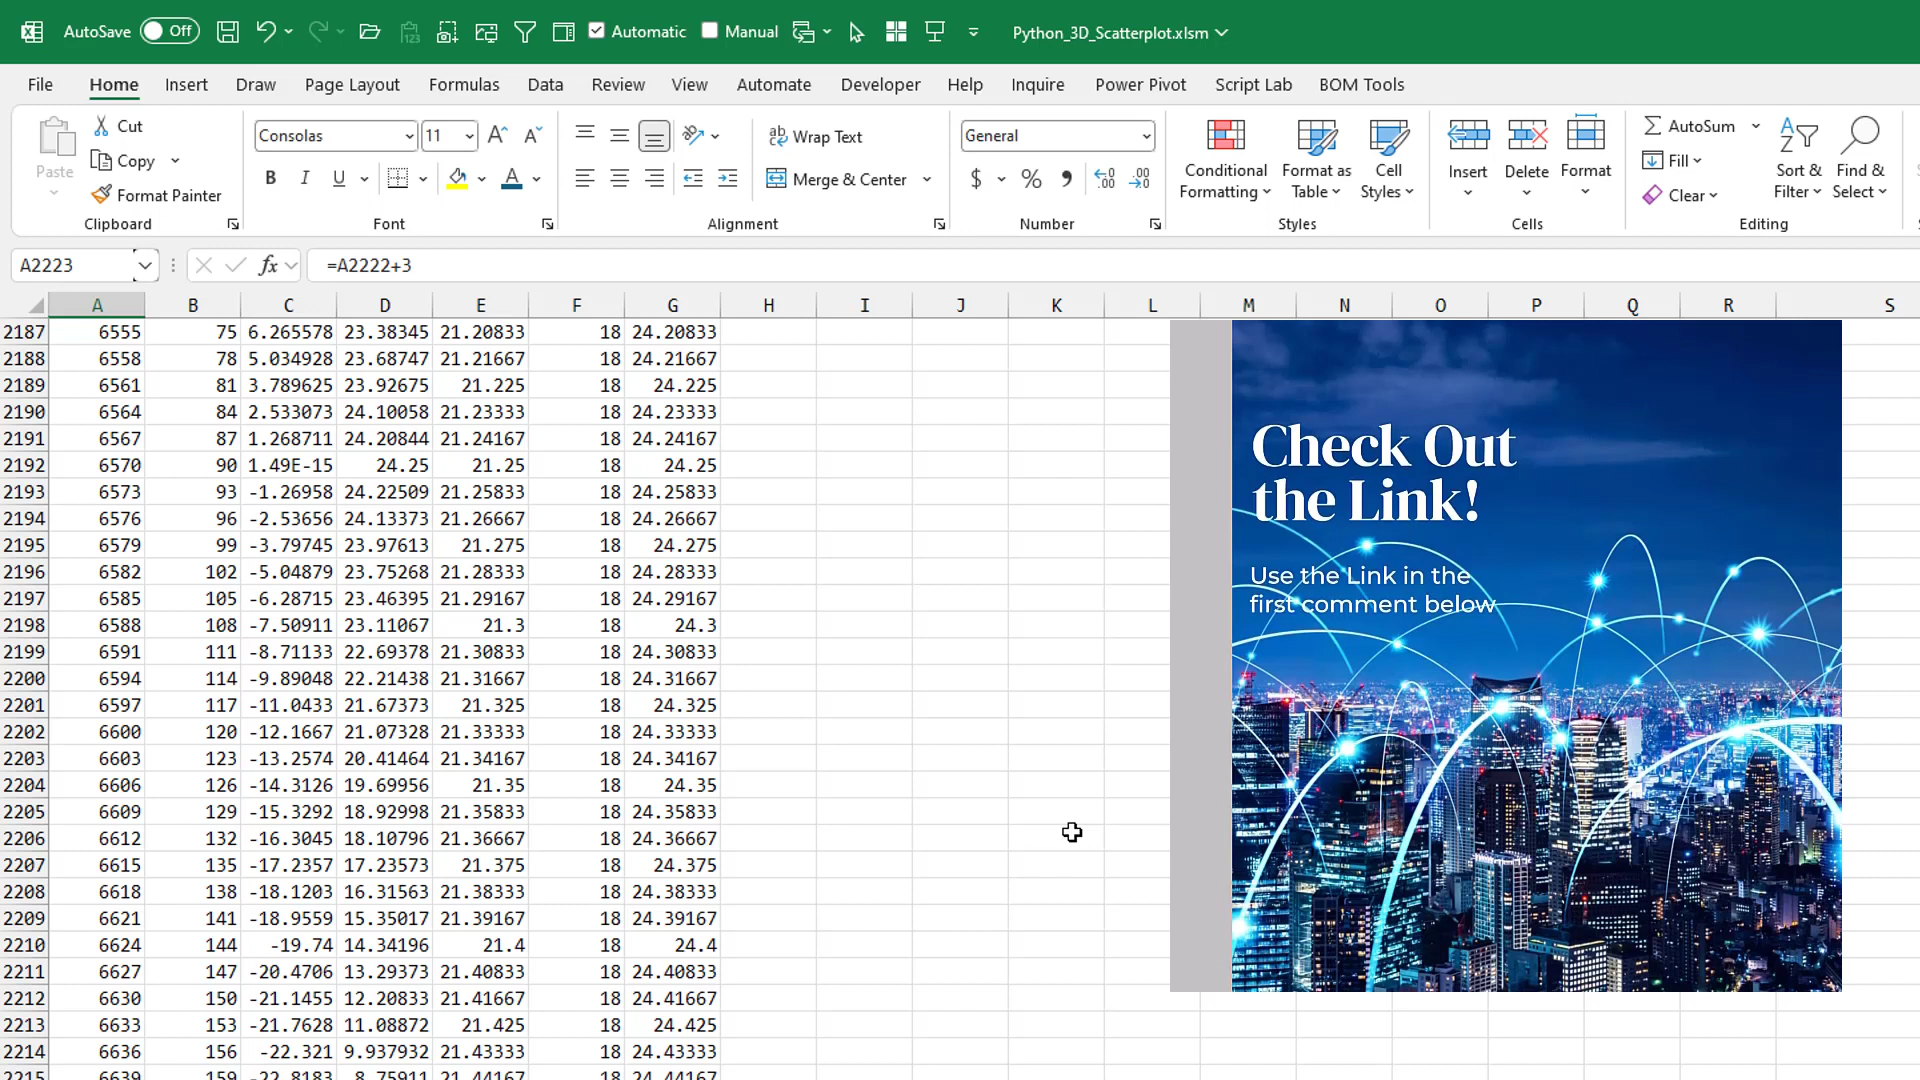 AutoSave Off Automatic Manual Python_3D_Scatterplot.xlsm
File Home Insert Draw Page Layout Formulas Data Review View Automate Developer Help Inquire Power Pivot Script Lab BOM Tools
Paste
Cut
Copy
Format Painter
Clipboard
Consolas 11
B I U
Font
Wrap Text
Merge & Center
Alignment
General
$ % , 
Number
Conditional Formatting
Format as Table
Cell Styles
Styles
Insert Delete Format
Cells
AutoSum
Fill
Clear
Sort & Filter
Find & Select
Editing
A2223 fx =A2222+3
A B C D E F G H I J K L M N O P Q R S
2187 6555 75 6.265578 23.38345 21.20833 18 24.20833
2188 6558 78 5.034928 23.68747 21.21667 18 24.21667
2189 6561 81 3.789625 23.92675 21.225 18 24.225
2190 6564 84 2.533073 24.10058 21.23333 18 24.23333
2191 6567 87 1.268711 24.20844 21.24167 18 24.24167
2192 6570 90 1.49E-15 24.25 21.25 18 24.25
2193 6573 93 -1.26958 24.22509 21.25833 18 24.25833
2194 6576 96 -2.53656 24.13373 21.26667 18 24.26667
2195 6579 99 -3.79745 23.97613 21.275 18 24.275
2196 6582 102 -5.04879 23.75268 21.28333 18 24.28333
2197 6585 105 -6.28715 23.46395 21.29167 18 24.29167
2198 6588 108 -7.50911 23.11067 21.3 18 24.3
2199 6591 111 -8.71133 22.69378 21.30833 18 24.30833
2200 6594 114 -9.89048 22.21438 21.31667 18 24.31667
2201 6597 117 -11.0433 21.67373 21.325 18 24.325
2202 6600 120 -12.1667 21.07328 21.33333 18 24.33333
2203 6603 123 -13.2574 20.41464 21.34167 18 24.34167
2204 6606 126 -14.3126 19.69956 21.35 18 24.35
2205 6609 129 -15.3292 18.92998 21.35833 18 24.35833
2206 6612 132 -16.3045 18.10796 21.36667 18 24.36667
2207 6615 135 -17.2357 17.23573 21.375 18 24.375
2208 6618 138 -18.1203 16.31563 21.38333 18 24.38333
2209 6621 141 -18.9559 15.35017 21.39167 18 24.39167
2210 6624 144 -19.74 14.34196 21.4 18 24.4
2211 6627 147 -20.4706 13.29373 21.40833 18 24.40833
2212 6630 150 -21.1455 12.20833 21.41667 18 24.41667
2213 6633 153 -21.7628 11.08872 21.425 18 24.425
2214 6636 156 -22.321 9.937932 21.43333 18 24.43333
2215 6639 159 -22.8183 8.75911 21.44167 18 24.44167
Check Out
the Link!
Use the Link in the
first comment below